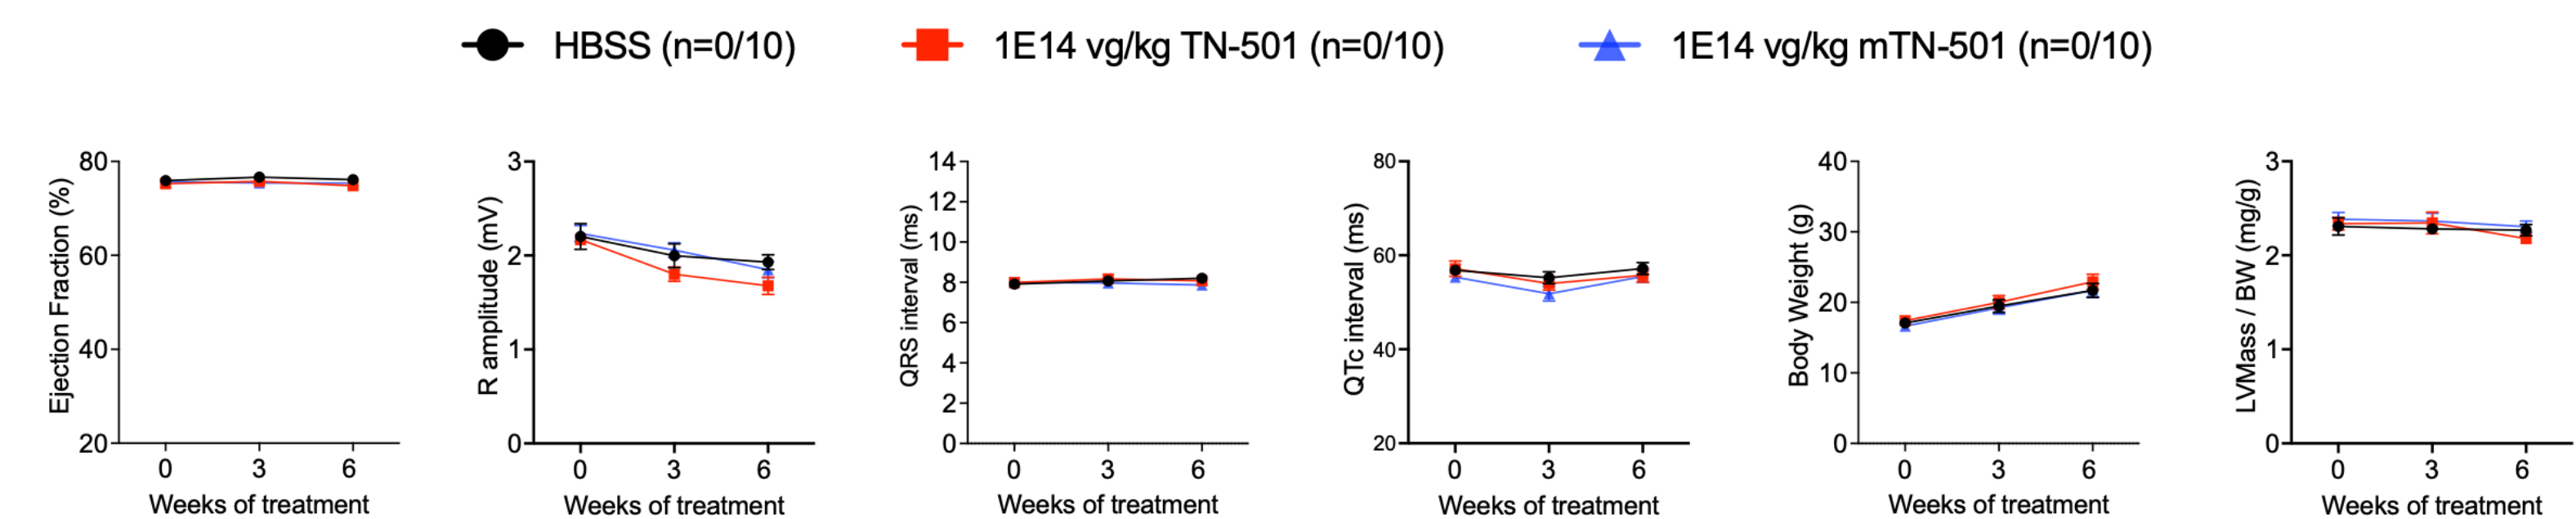 HBSS (n=0/10)
1E14 vg/kg TN-501 (n=0/10)
1E14 vg/kg mTN-501 (n=0/10)
Ejection Fraction (%)
80
60
40
20
0 3 6
Weeks of treatment
R amplitude (mV)
3
2
1
0
0 3 6
Weeks of treatment
QRS interval (ms)
14
12
10
8
6
4
2
0
0 3 6
Weeks of treatment
QTc interval (ms)
80
60
40
20
0 3 6
Weeks of treatment
Body Weight (g)
40
30
20
10
0
0 3 6
Weeks of treatment
LVMass / BW (mg/g)
3
2
1
0
0 3 6
Weeks of treatment